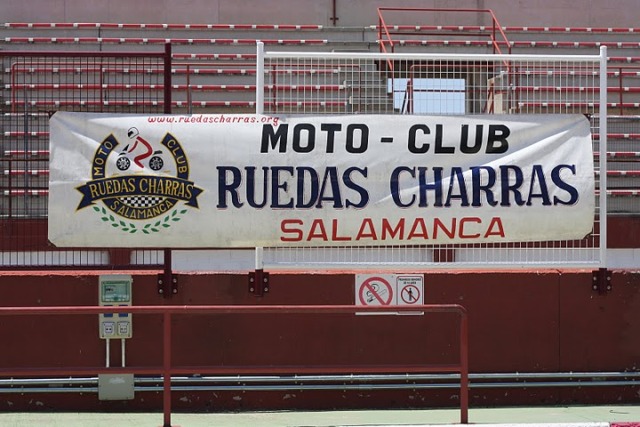 www.ruedascharras.org
MOTO - CLUB
RUEDAS CHARRAS
SALAMANCA
MOTO CLUB
RUEDAS CHARRAS
SALAMANCA